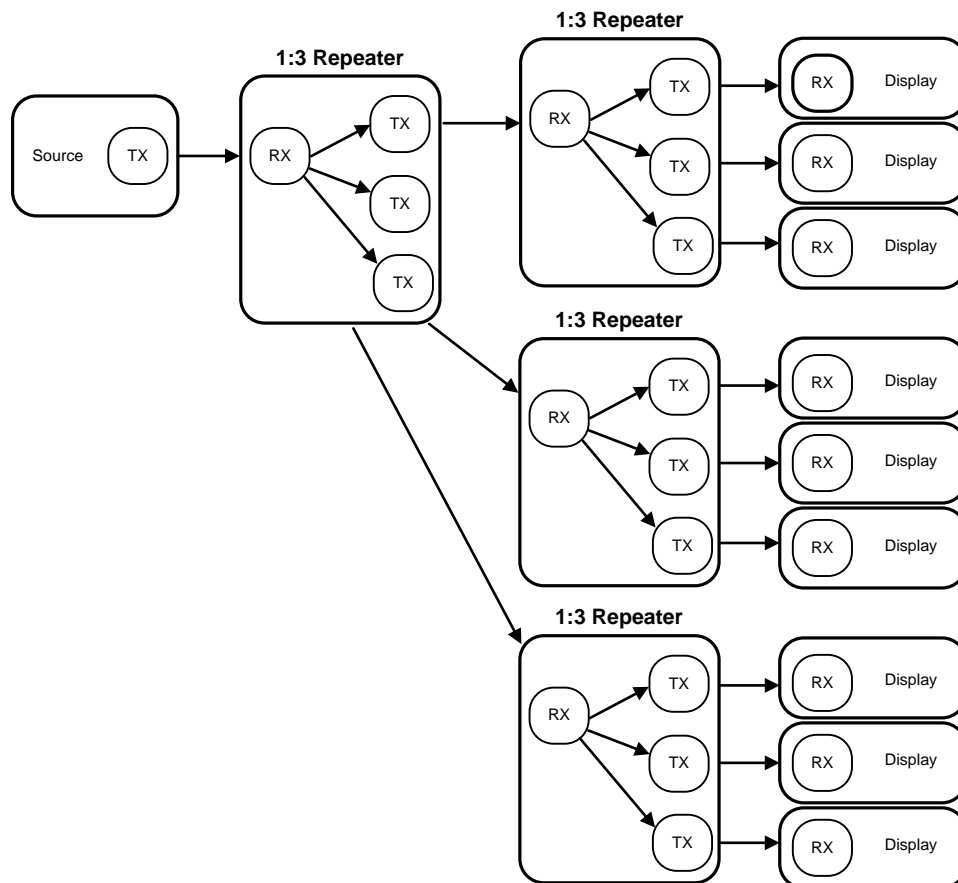 1:3 Repeater
1:3 Repeater
Source
TX
RX
TX
TX
TX
RX
TX
TX
TX
RX
Display
RX
Display
RX
Display
1:3 Repeater
RX
TX
TX
TX
RX
Display
RX
Display
RX
Display
1:3 Repeater
RX
TX
TX
TX
RX
Display
RX
Display
RX
Display